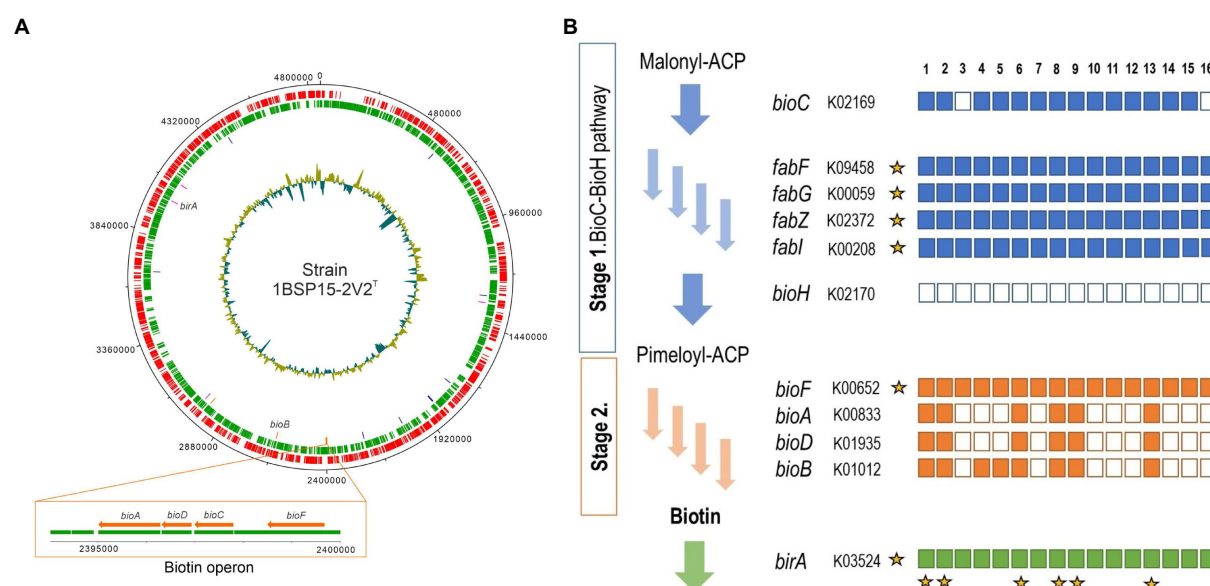 A
4800000 0
480000
960000
1440000
1920000
2400000
2880000
3360000
3840000
4320000
birA
bioB
Strain
1BSP15-2V2ᵀ
bioA bioD bioC bioF
2395000 2400000
Biotin operon
B
Stage 1.BioC-BioH pathway
Stage 2.
Malonyl-ACP
Pimeloyl-ACP
Biotin
1 2 3 4 5 6 7 8 9 10 11 12 13 14 15 16
bioC K02169
fabF K09458
fabG K00059
fabZ K02372
fabI K00208
bioH K02170
bioF K00652
bioA K00833
bioD K01935
bioB K01012
birA K03524